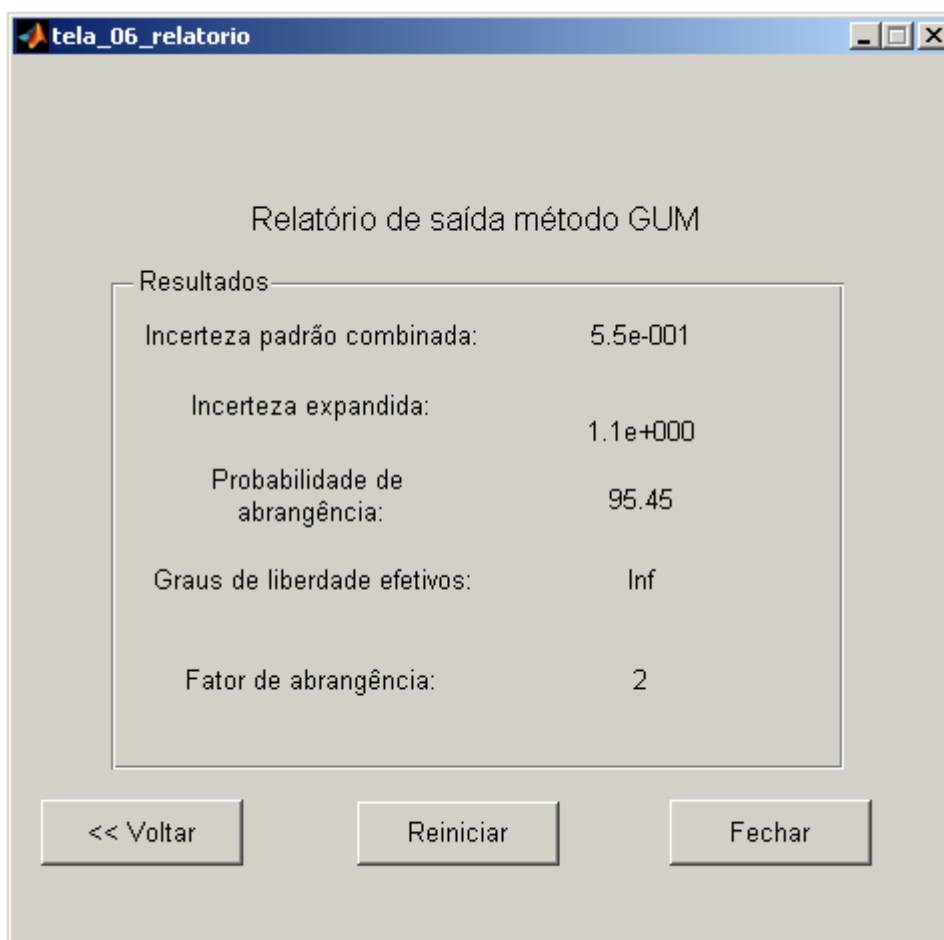 tela_06_relatorio
Relatório de saída método GUM
Resultados
Incerteza padrão combinada: 5.5e-001
Incerteza expandida:
1.1e+000
Probabilidade de
abrangência:
95.45
Graus de liberdade efetivos: Inf
Fator de abrangência: 2
<< Voltar Reiniciar Fechar